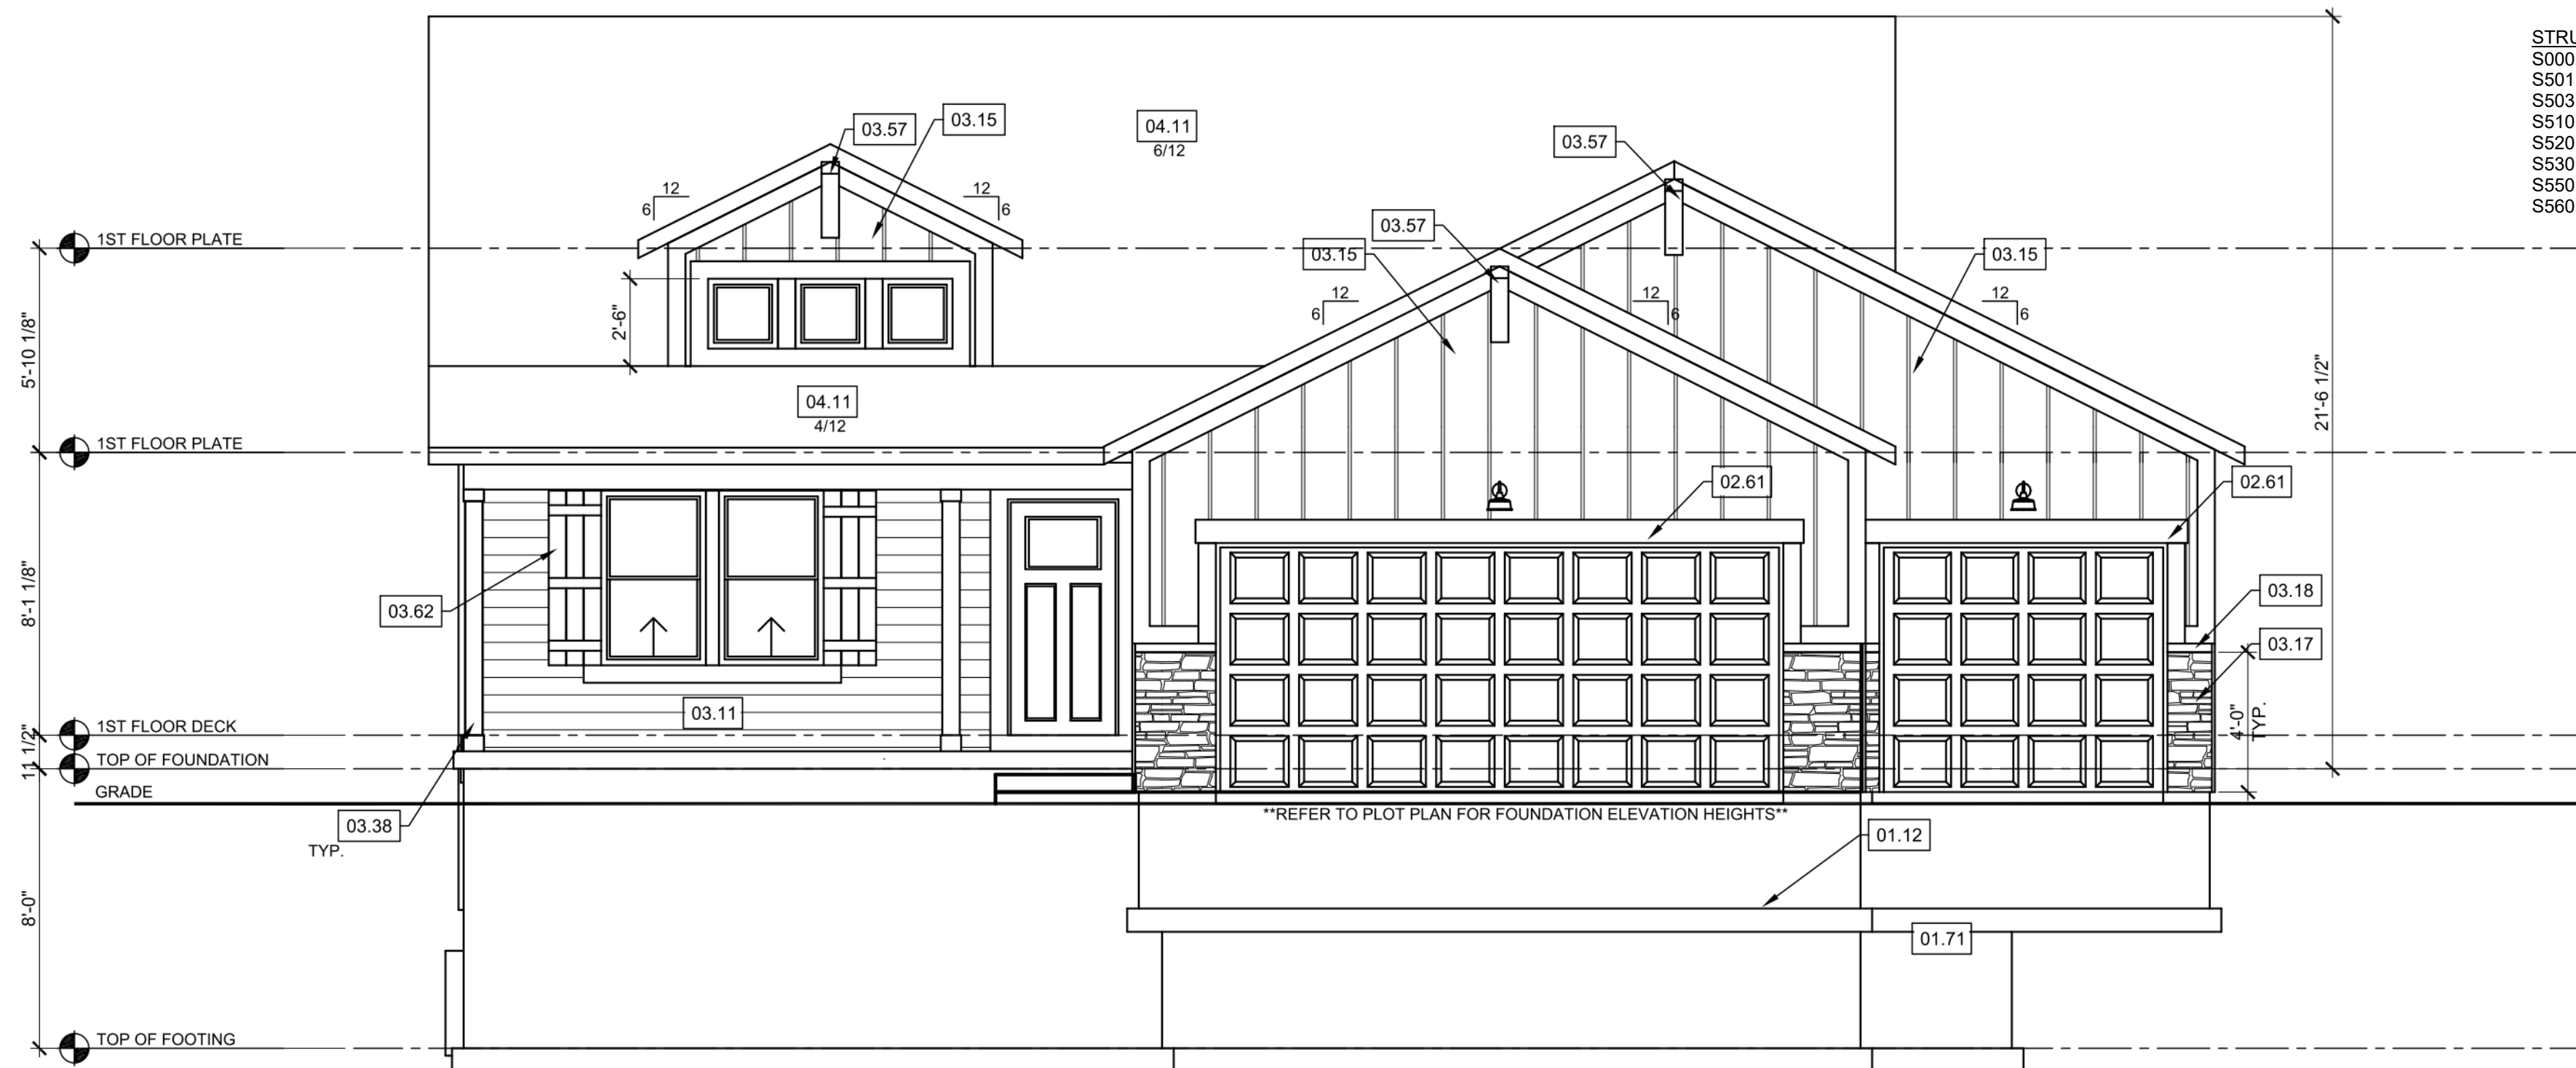 STRU
S000
S501
S503
S510
S520
S530
S550
S560
03.57
03.15
04.11
6/12
03.57
12
6
12
6
03.57
1ST FLOOR PLATE
03.15
03.15
2'-6"
12
6
12
6
12
6
5'-10 1/8"
21'-6 1/2"
04.11
4/12
1ST FLOOR PLATE
02.61
02.61
03.62
8'-1 1/8"
03.18
03.17
03.11
4'-0"
TYP.
1ST FLOOR DECK
11 1/2"
TOP OF FOUNDATION
GRADE
**REFER TO PLOT PLAN FOR FOUNDATION ELEVATION HEIGHTS**
03.38
TYP.
01.12
8'-0"
01.71
TOP OF FOOTING